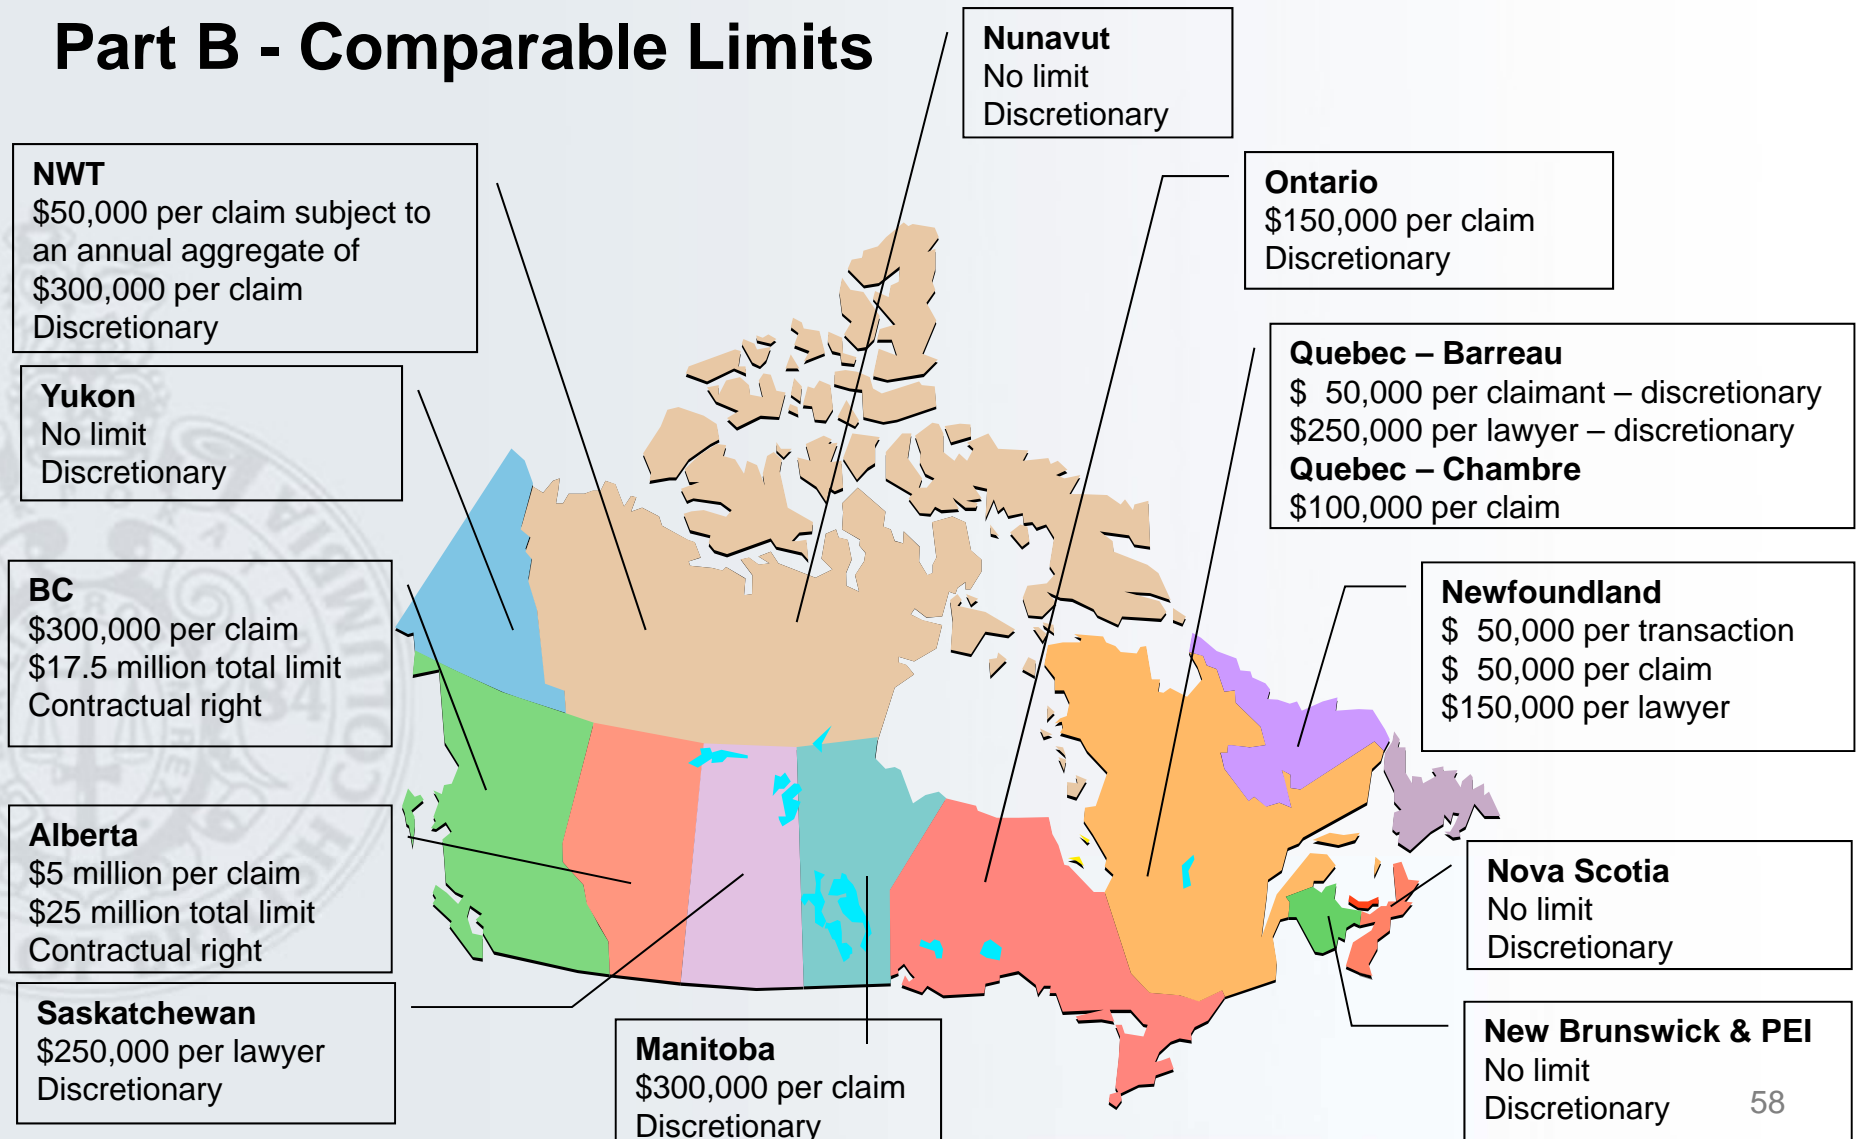 Part B - Comparable Limits
Nunavut
No limit
Discretionary
NWT
$50,000 per claim subject to
an annual aggregate of
$300,000 per claim
Discretionary
Ontario
$150,000 per claim
Discretionary
Yukon
No limit
Discretionary
Quebec – Barreau
$ 50,000 per claimant – discretionary
$250,000 per lawyer – discretionary
Quebec – Chambre
$100,000 per claim
BC
$300,000 per claim
$17.5 million total limit
Contractual right
Newfoundland
$ 50,000 per transaction
$ 50,000 per claim
$150,000 per lawyer
Alberta
$5 million per claim
$25 million total limit
Contractual right
Nova Scotia
No limit
Discretionary
Saskatchewan
$250,000 per lawyer
Discretionary
Manitoba
$300,000 per claim
Discretionary
New Brunswick & PEI
No limit
Discretionary
58